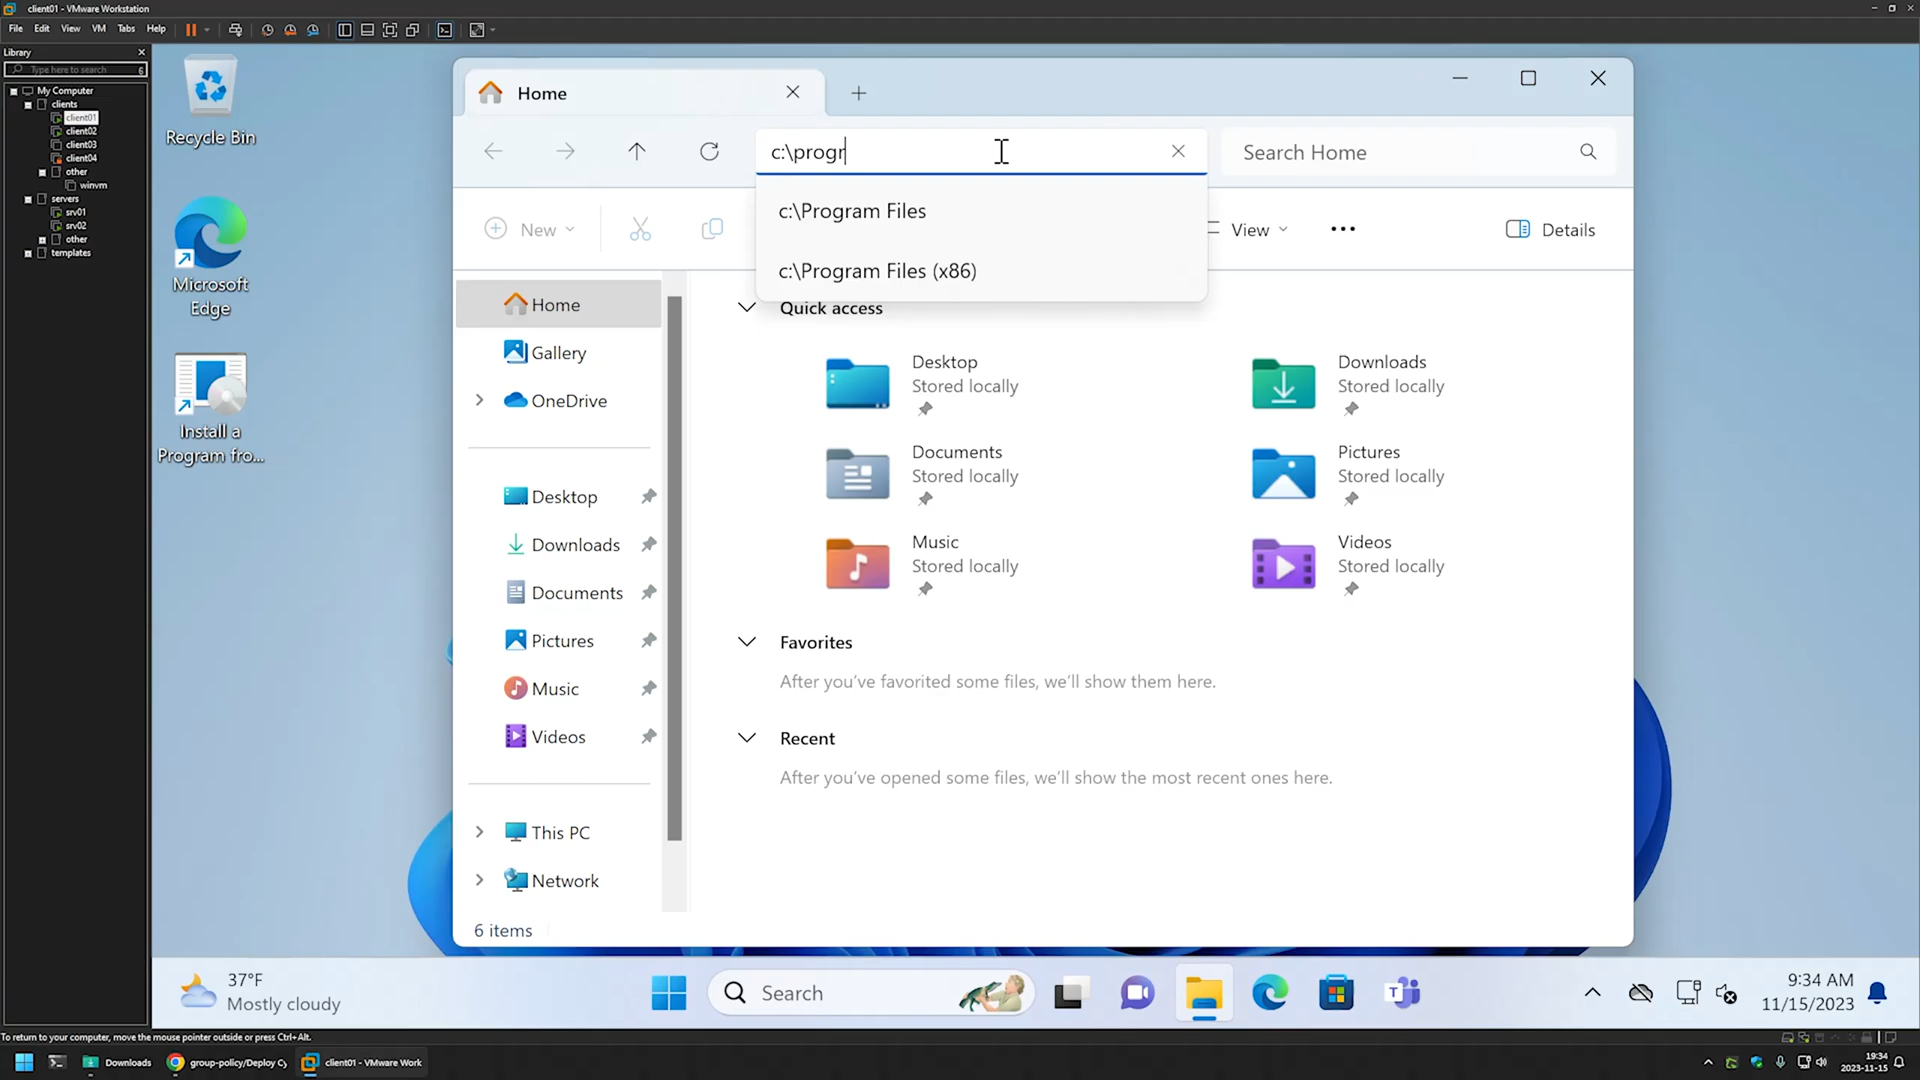 client01 - VMware Workstation
File Edit View VM Tabs Help
Library
Type here to search
My Computer
clients
client01
client02
client03
client04
other
winvm
servers
srv01
srv02
other
templates
Recycle Bin
Microsoft
Edge
Install a
Program fro...
Home
c:\progr
Search Home
c:\Program Files
c:\Program Files (x86)
New
View
Details
Home
Gallery
OneDrive
Desktop
Downloads
Documents
Pictures
Music
Videos
This PC
Network
Quick access
Desktop
Stored locally
Downloads
Stored locally
Documents
Stored locally
Pictures
Stored locally
Music
Stored locally
Videos
Stored locally
Favorites
After you've favorited some files, we'll show them here.
Recent
After you've opened some files, we'll show the most recent ones here.
6 items
37°F
Mostly cloudy
Search
9:34 AM
11/15/2023
To return to your computer, move the mouse pointer outside or press Ctrl+Alt.
Downloads
group-policy/Deploy Cy
client01 - VMware Work
19:34
2023-11-15